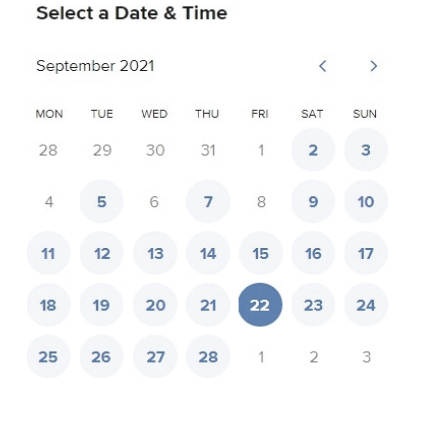 Select a Date & Time
September 2021
MON TUE WED THU FRI SAT SUN
28 29 30 31 1 2 3
4 5 6 7 8 9 10
11 12 13 14 15 16 17
18 19 20 21 22 23 24
25 26 27 28 1 2 3